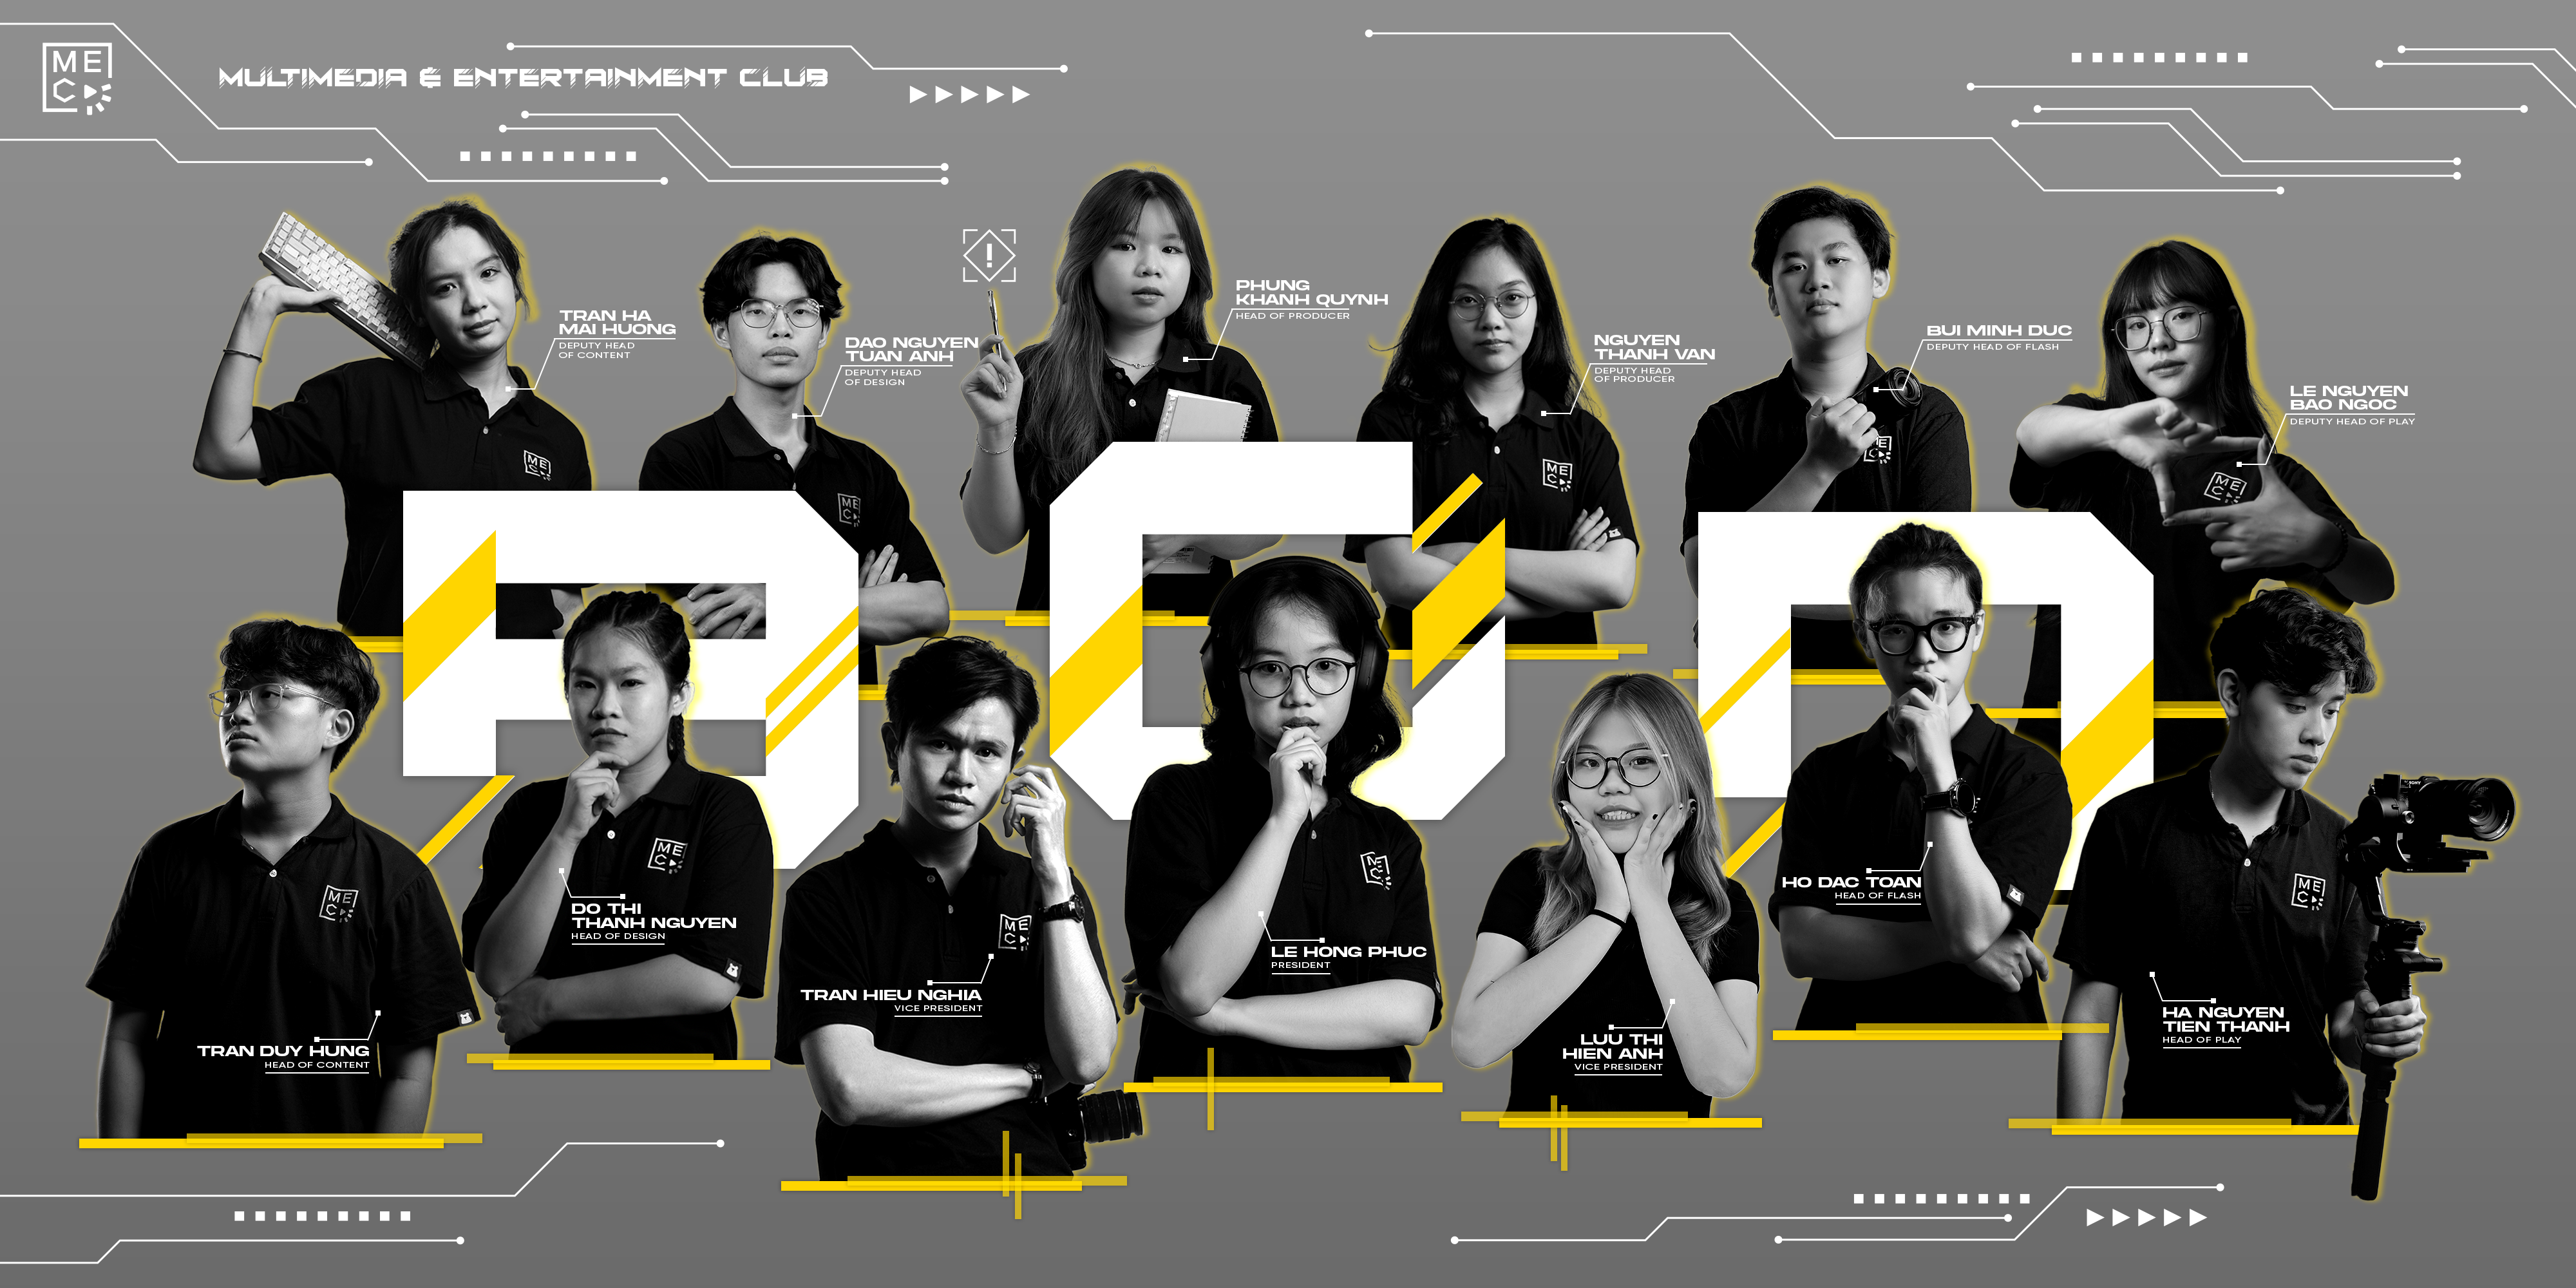 ME
C
MULTIMEDIA & ENTERTAINMENT CLUB
!
TRAN HA
MAI HUONG
DEPUTY HEAD
OF CONTENT
DAO NGUYEN
TUAN ANH
DEPUTY HEAD
OF DESIGN
PHUNG
KHANH QUYNH
HEAD OF PRODUCER
NGUYEN
THANH VAN
DEPUTY HEAD
OF PRODUCER
BUI MINH DUC
DEPUTY HEAD OF FLASH
LE NGUYEN
BAO NGOC
DEPUTY HEAD OF PLAY
TRAN DUY HUNG
HEAD OF CONTENT
DO THI
THANH NGUYEN
HEAD OF DESIGN
TRAN HIEU NGHIA
VICE PRESIDENT
LE HONG PHUC
PRESIDENT
LUU THI
HIEN ANH
VICE PRESIDENT
HO DAC TOAN
HEAD OF FLASH
HA NGUYEN
TIEN THANH
HEAD OF PLAY